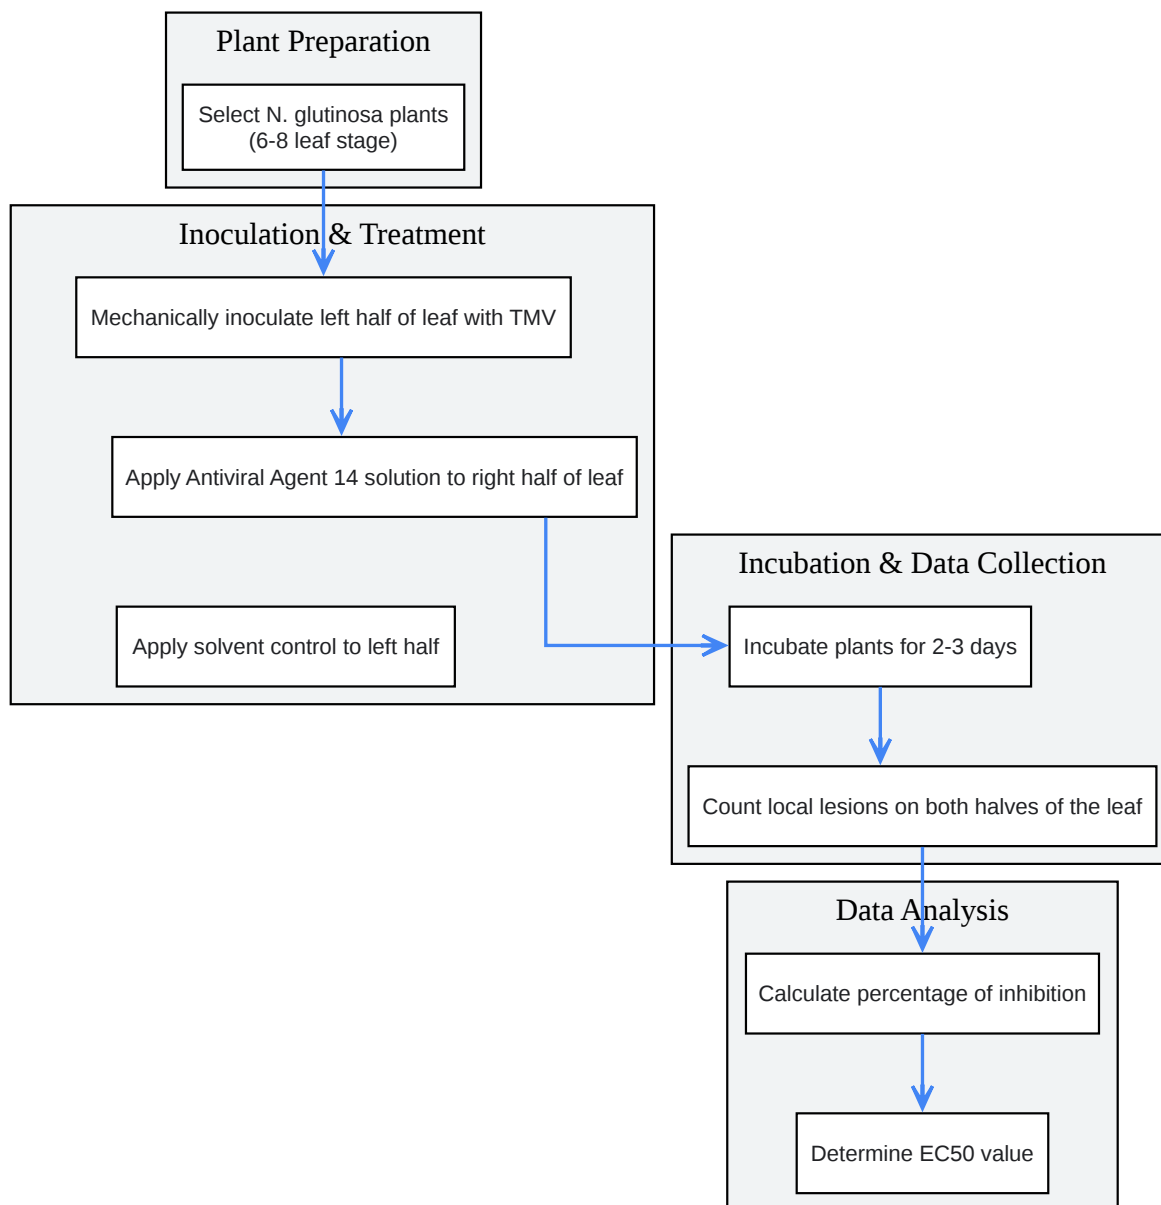 Plant Preparation
Select N. glutinosa plants
(6-8 leaf stage)
Inoculation & Treatment
Mechanically inoculate left half of leaf with TMV
Apply Antiviral Agent 14 solution to right half of leaf
Apply solvent control to left half
Incubation & Data Collection
Incubate plants for 2-3 days
Count local lesions on both halves of the leaf
Data Analysis
Calculate percentage of inhibition
Determine EC50 value